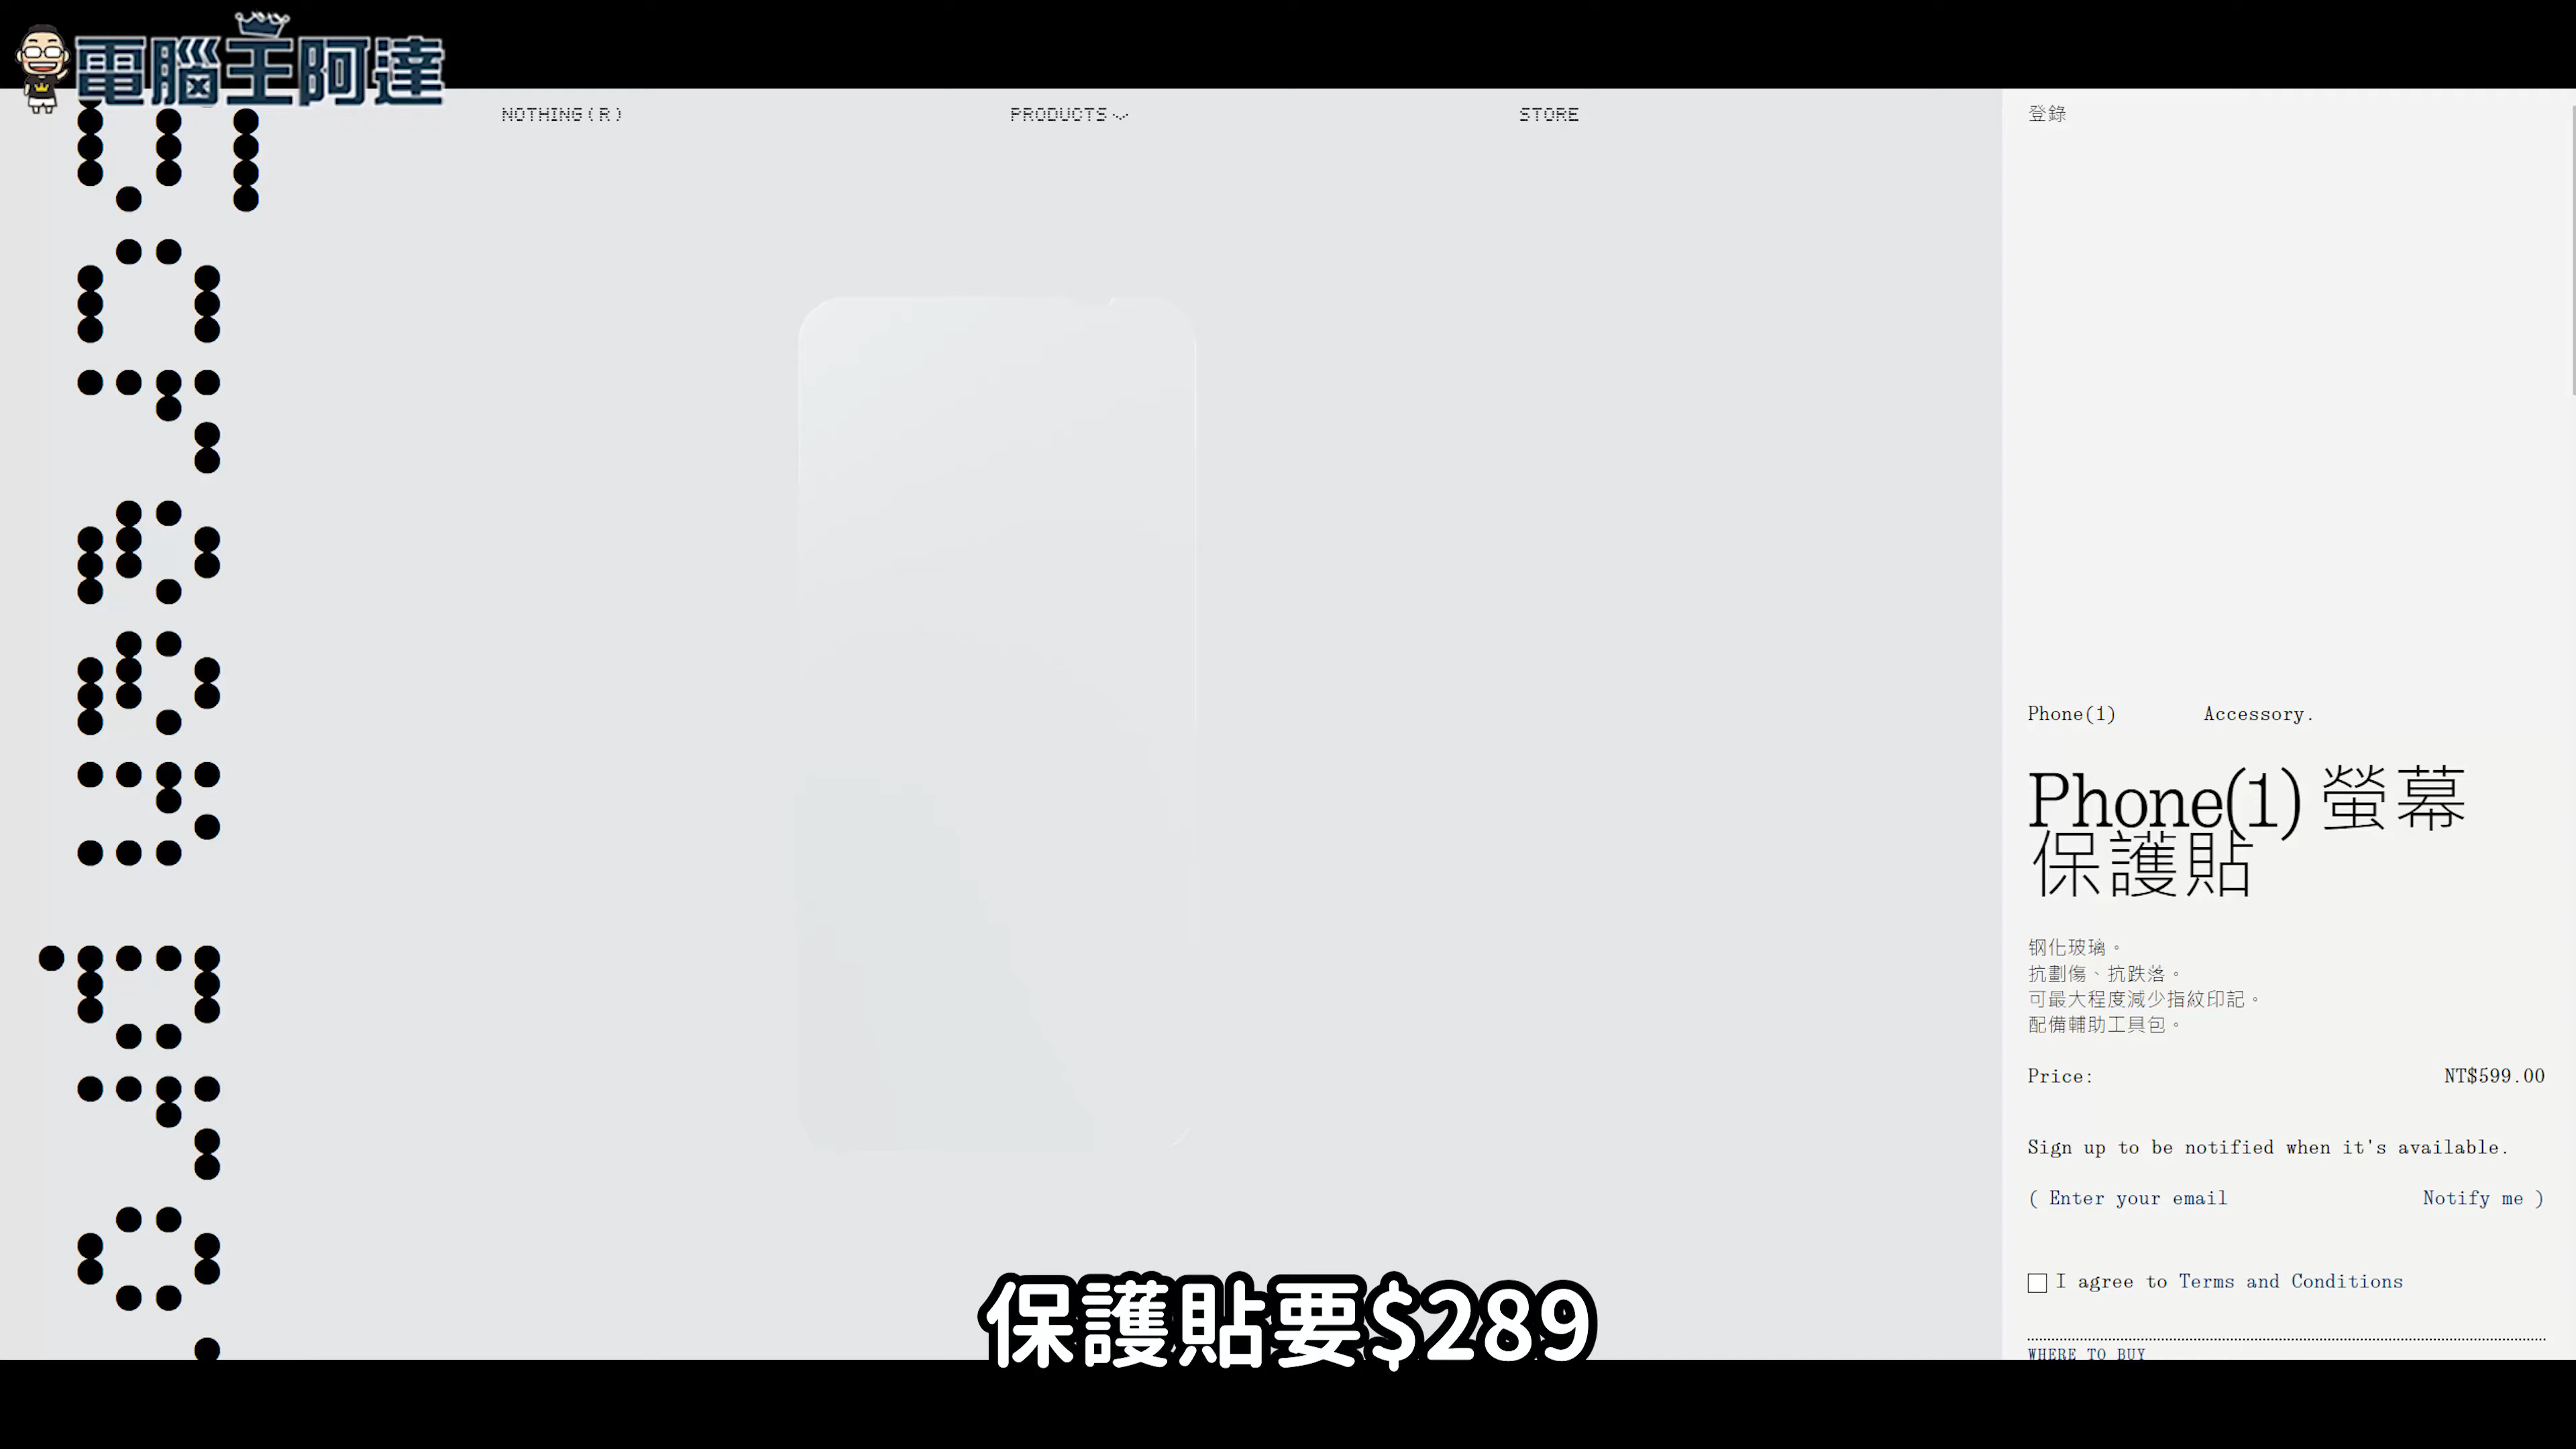 電腦王阿達
NOTHING(R)
PRODUCTS
STORE
登錄
Phone(1)
Accessory.
Phone(1) 螢幕
保護貼
钢化玻璃。
抗劃傷、抗跌落。
可最大程度減少指紋印記。
配備輔助工具包。
Price:
NT$599.00
Sign up to be notified when it's available.
( Enter your email
Notify me )
I agree to Terms and Conditions
WHERE TO BUY
保護貼要$289